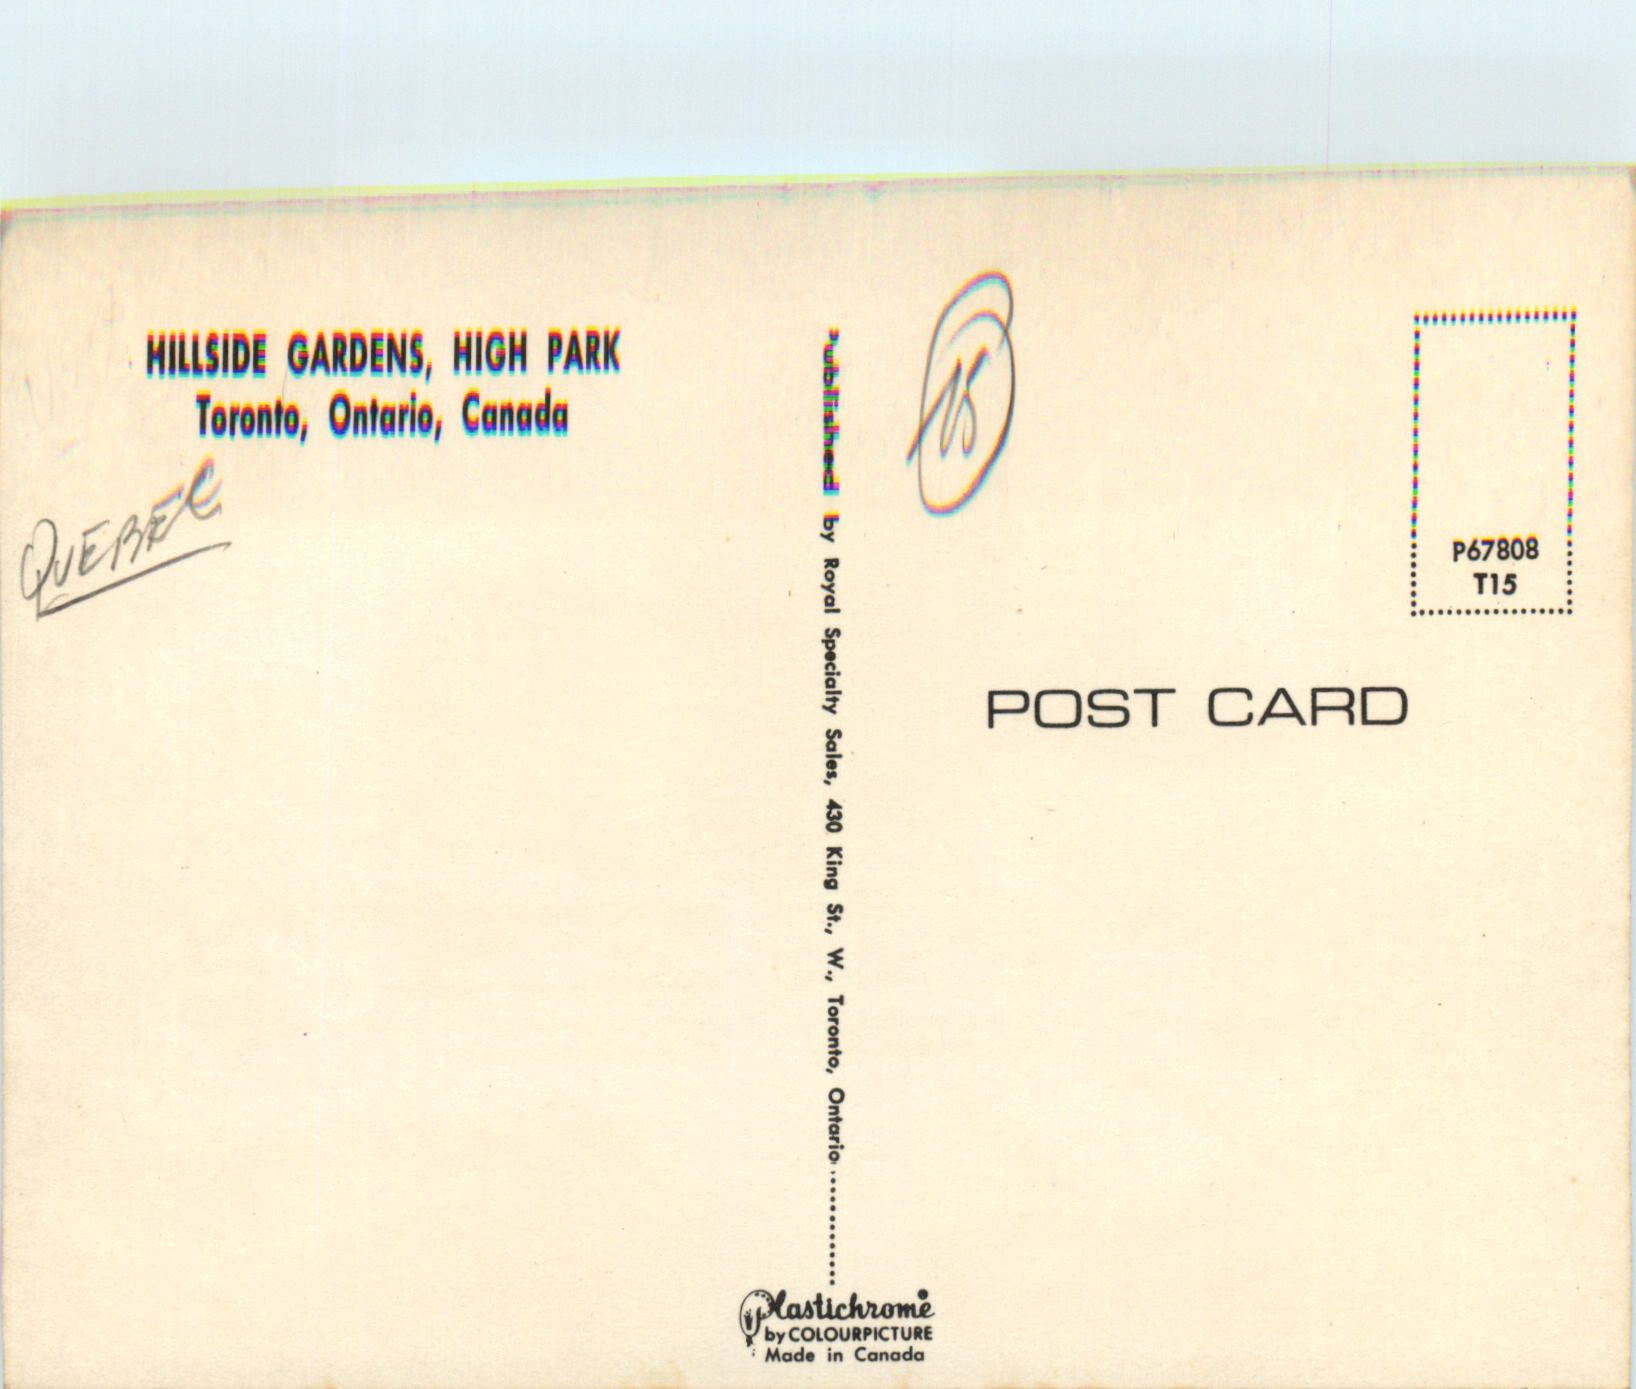 HILLSIDE GARDENS, HIGH PARK
Toronto, Ontario, Canada
QUEBEC
Published by Royal Specialty Sales, 430 King St., W., Toronto, Ontario
15
P67808
T15
POST CARD
Plastichrome
by COLOURPICTURE
Made in Canada